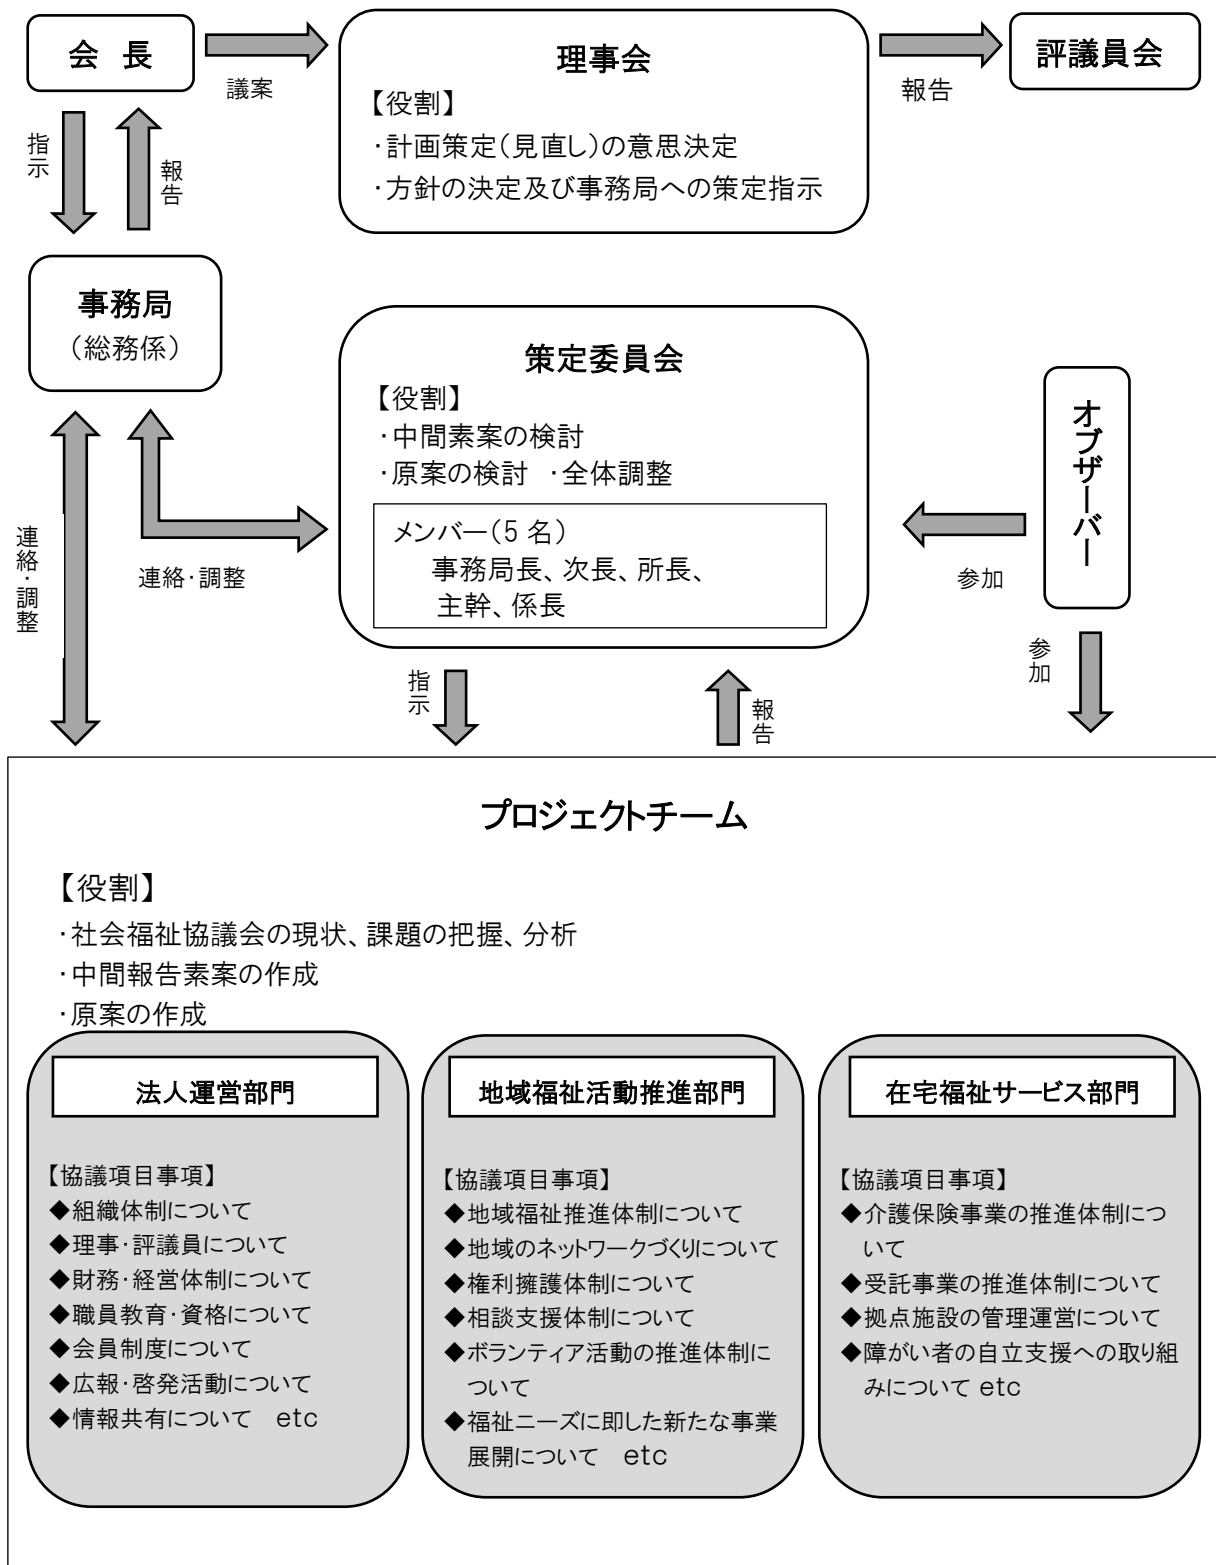 会 長
議案
理事会
【役割】
・計画策定(見直し)の意思決定
・方針の決定及び事務局への策定指示
報告
評議員会
指示
報告
事務局
(総務係)
策定委員会
【役割】
・中間素案の検討
・原案の検討 ・全体調整
メンバー(5 名)
事務局長、次長、所長、
主幹、係長
オブザーバー
参加
参加
連絡・調整
連絡・調整
指示
報告
プロジェクトチーム
【役割】
・社会福祉協議会の現状、課題の把握、分析
・中間報告素案の作成
・原案の作成
法人運営部門
【協議項目事項】
◆組織体制について
◆理事・評議員について
◆財務・経営体制について
◆職員教育・資格について
◆会員制度について
◆広報・啓発活動について
◆情報共有について etc
地域福祉活動推進部門
【協議項目事項】
◆地域福祉推進体制について
◆地域のネットワークづくりについて
◆権利擁護体制について
◆相談支援体制について
◆ボランティア活動の推進体制に
ついて
◆福祉ニーズに即した新たな事業
展開について etc
在宅福祉サービス部門
【協議項目事項】
◆介護保険事業の推進体制につ
いて
◆受託事業の推進体制について
◆拠点施設の管理運営について
◆障がい者の自立支援への取り組
みについて etc